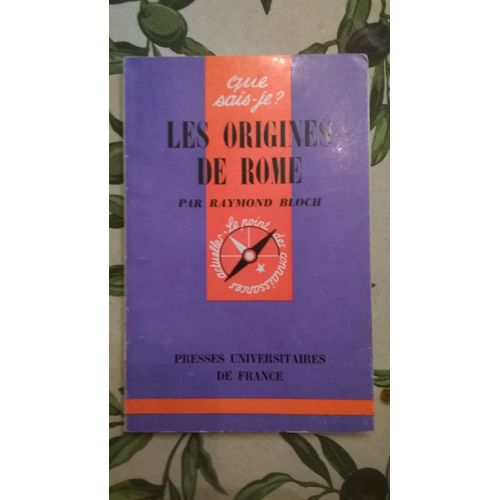 que
sais-je?
LES ORIGINES
DE ROME
PAR RAYMOND BLOCH
le point des connaissances actuelles
PRESSES UNIVERSITAIRES
DE FRANCE